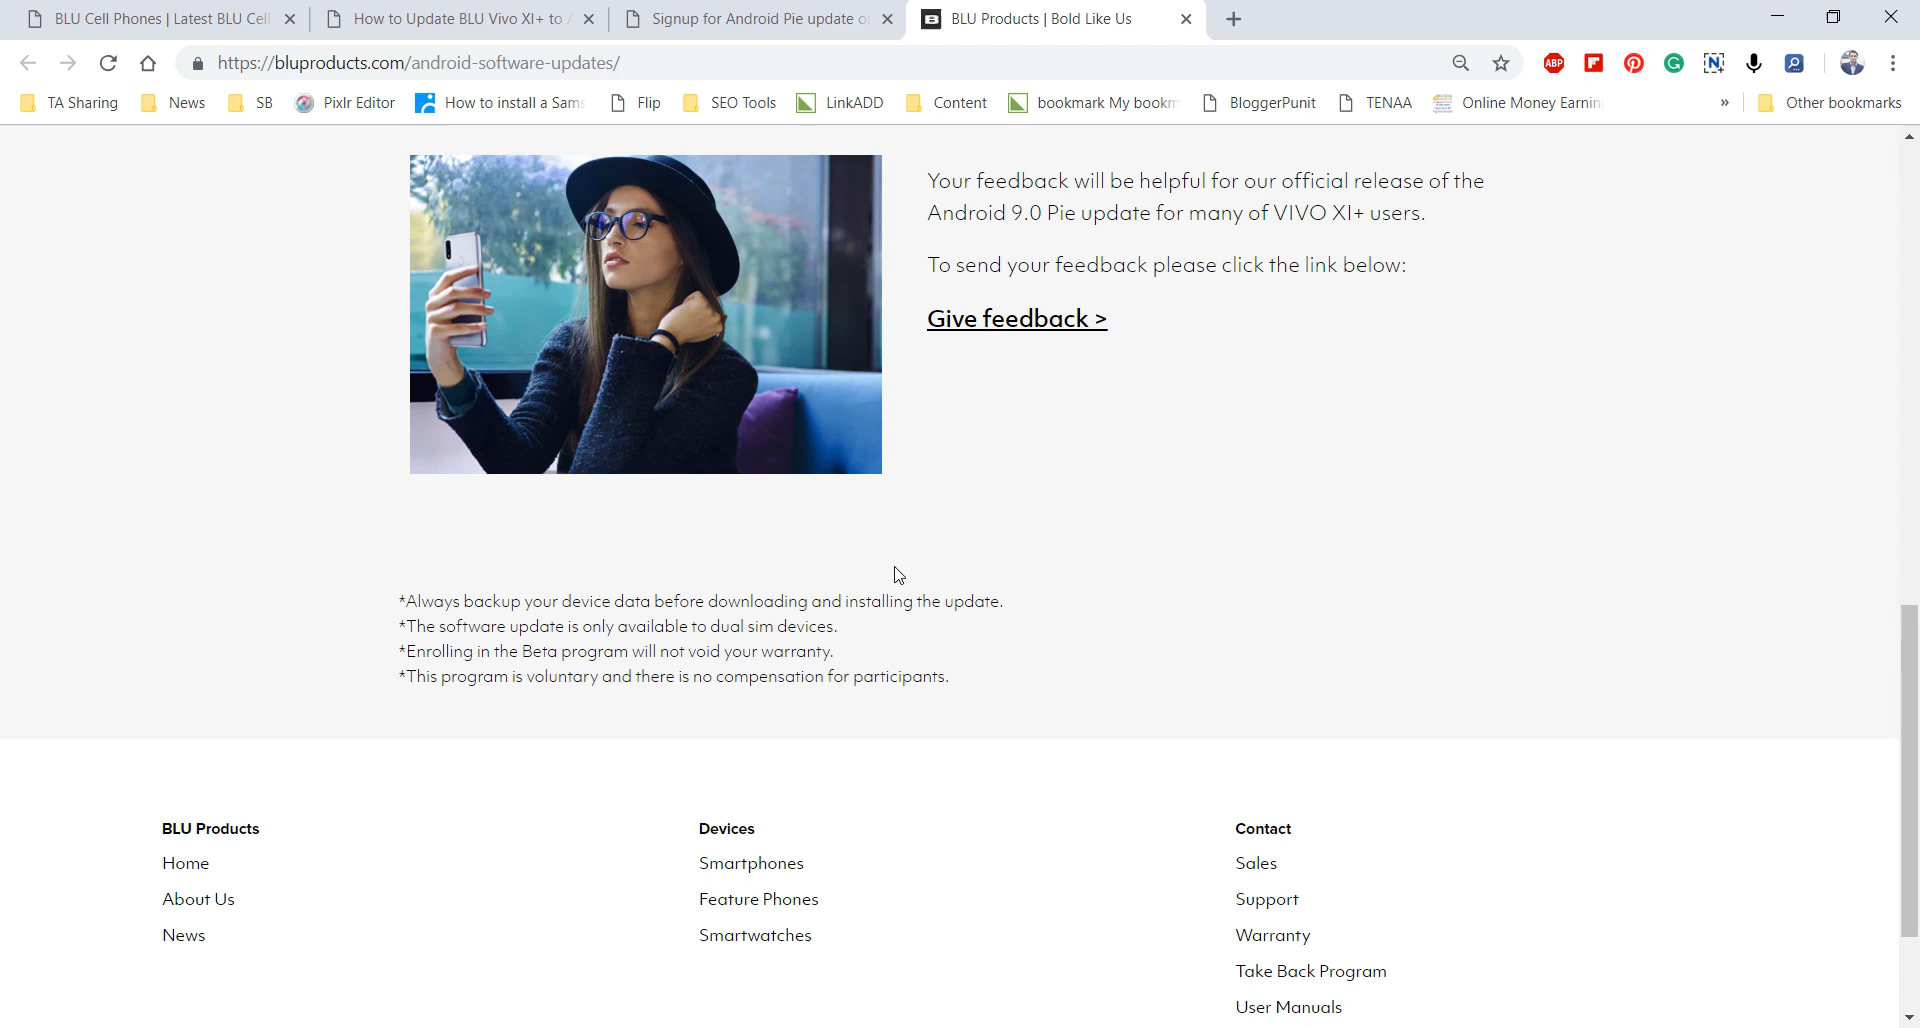 BLU Cell Phones | Latest BLU Cell
How to Update BLU Vivo XI+ to A
Signup for Android Pie update o
BLU Products | Bold Like Us
https://bluproducts.com/android-software-updates/
ABP
TA Sharing
News
SB
Pixlr Editor
How to install a Sams
Flip
SEO Tools
LinkADD
Content
bookmark My bookm
BloggerPunit
TENAA
Online Money Earnin
»
Other bookmarks
Your feedback will be helpful for our official release of the
Android 9.0 Pie update for many of VIVO XI+ users.
To send your feedback please click the link below:
Give feedback >
*Always backup your device data before downloading and installing the update.
*The software update is only available to dual sim devices.
*Enrolling in the Beta program will not void your warranty.
*This program is voluntary and there is no compensation for participants.
BLU Products
Home
About Us
News
Devices
Smartphones
Feature Phones
Smartwatches
Contact
Sales
Support
Warranty
Take Back Program
User Manuals